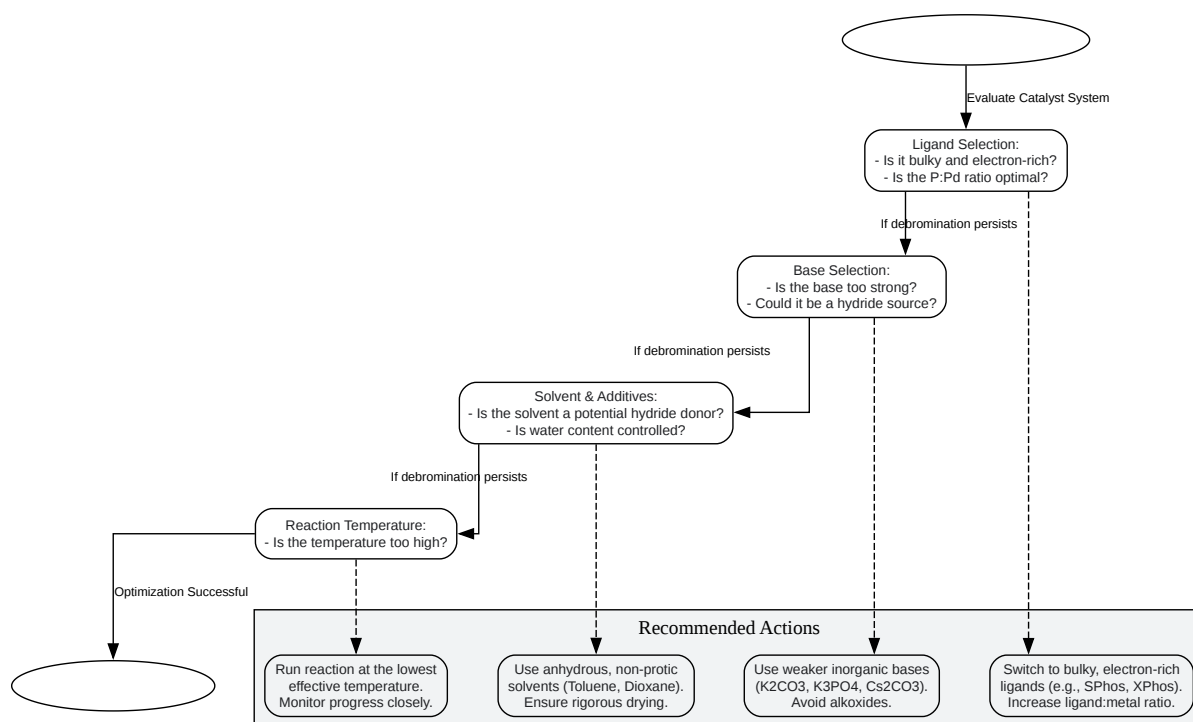 Evaluate Catalyst System
Ligand Selection:
- Is it bulky and electron-rich?
- Is the P:Pd ratio optimal?
If debromination persists
Base Selection:
- Is the base too strong?
- Could it be a hydride source?
If debromination persists
Solvent & Additives:
- Is the solvent a potential hydride donor?
- Is water content controlled?
If debromination persists
Reaction Temperature:
- Is the temperature too high?
Optimization Successful
Recommended Actions
Run reaction at the lowest
effective temperature.
Monitor progress closely.
Use anhydrous, non-protic
solvents (Toluene, Dioxane).
Ensure rigorous drying.
Use weaker inorganic bases
(K2CO3, K3PO4, Cs2CO3).
Avoid alkoxides.
Switch to bulky, electron-rich
ligands (e.g., SPhos, XPhos).
Increase ligand:metal ratio.